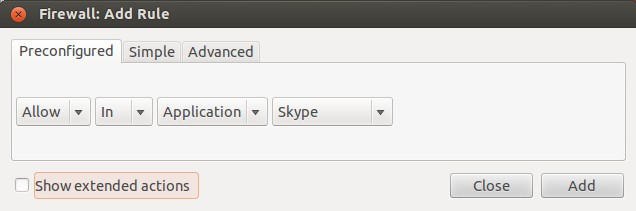 Firewall: Add Rule
Preconfigured Simple Advanced
Allow In Application Skype
Show extended actions Close Add